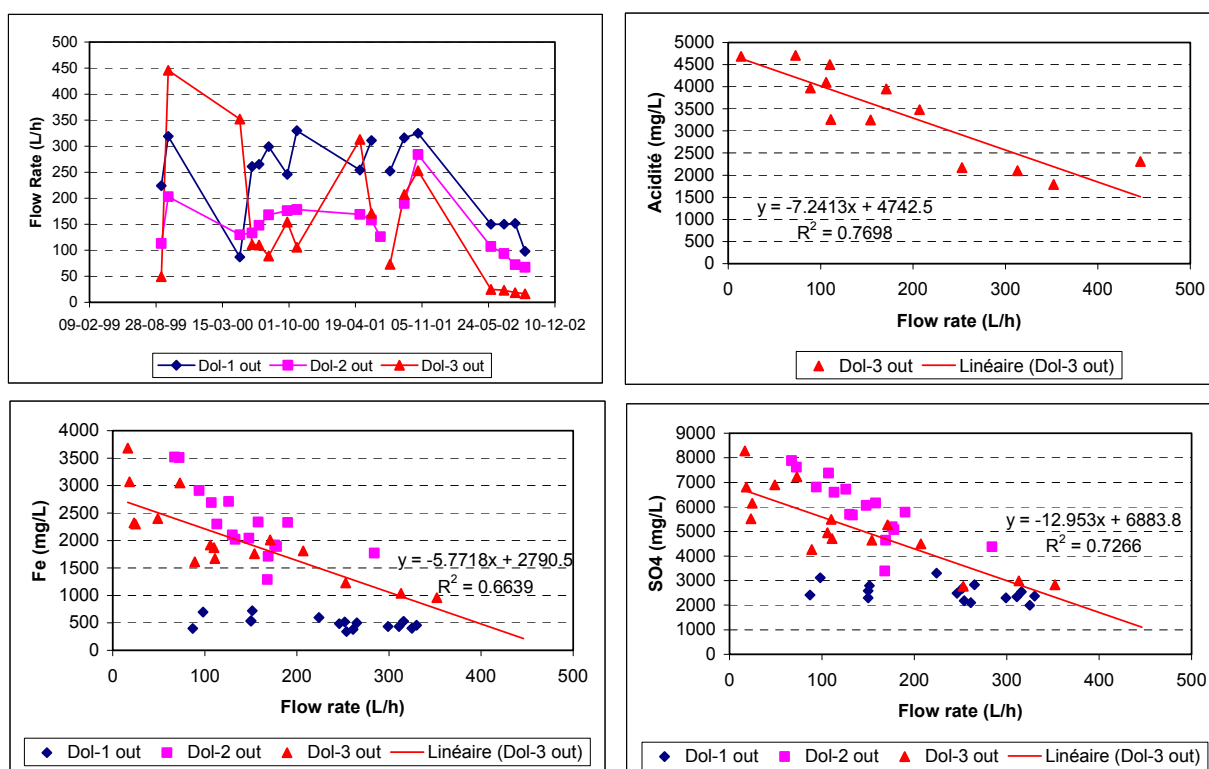 500
450
400
350
300
250
200
150
100
50
0
Flow Rate (L/h)
09-02-99 28-08-99 15-03-00 01-10-00 19-04-01 05-11-01 24-05-02 10-12-02
Dol-1 out Dol-2 out Dol-3 out
5000
4500
4000
3500
3000
2500
2000
1500
1000
500
0
Acidité (mg/L)
y = -7.2413x + 4742.5
R² = 0.7698
0 100 200 300 400 500
Flow rate (L/h)
Dol-3 out Linéaire (Dol-3 out)
4000
3500
3000
2500
2000
1500
1000
500
0
Fe (mg/L)
y = -5.7718x + 2790.5
R² = 0.6639
0 100 200 300 400 500
Flow rate (L/h)
Dol-1 out Dol-2 out Dol-3 out Linéaire (Dol-3 out)
9000
8000
7000
6000
5000
4000
3000
2000
1000
0
SO4 (mg/L)
y = -12.953x + 6883.8
R² = 0.7266
0 100 200 300 400 500
Flow rate (L/h)
Dol-1 out Dol-2 out Dol-3 out Linéaire (Dol-3 out)